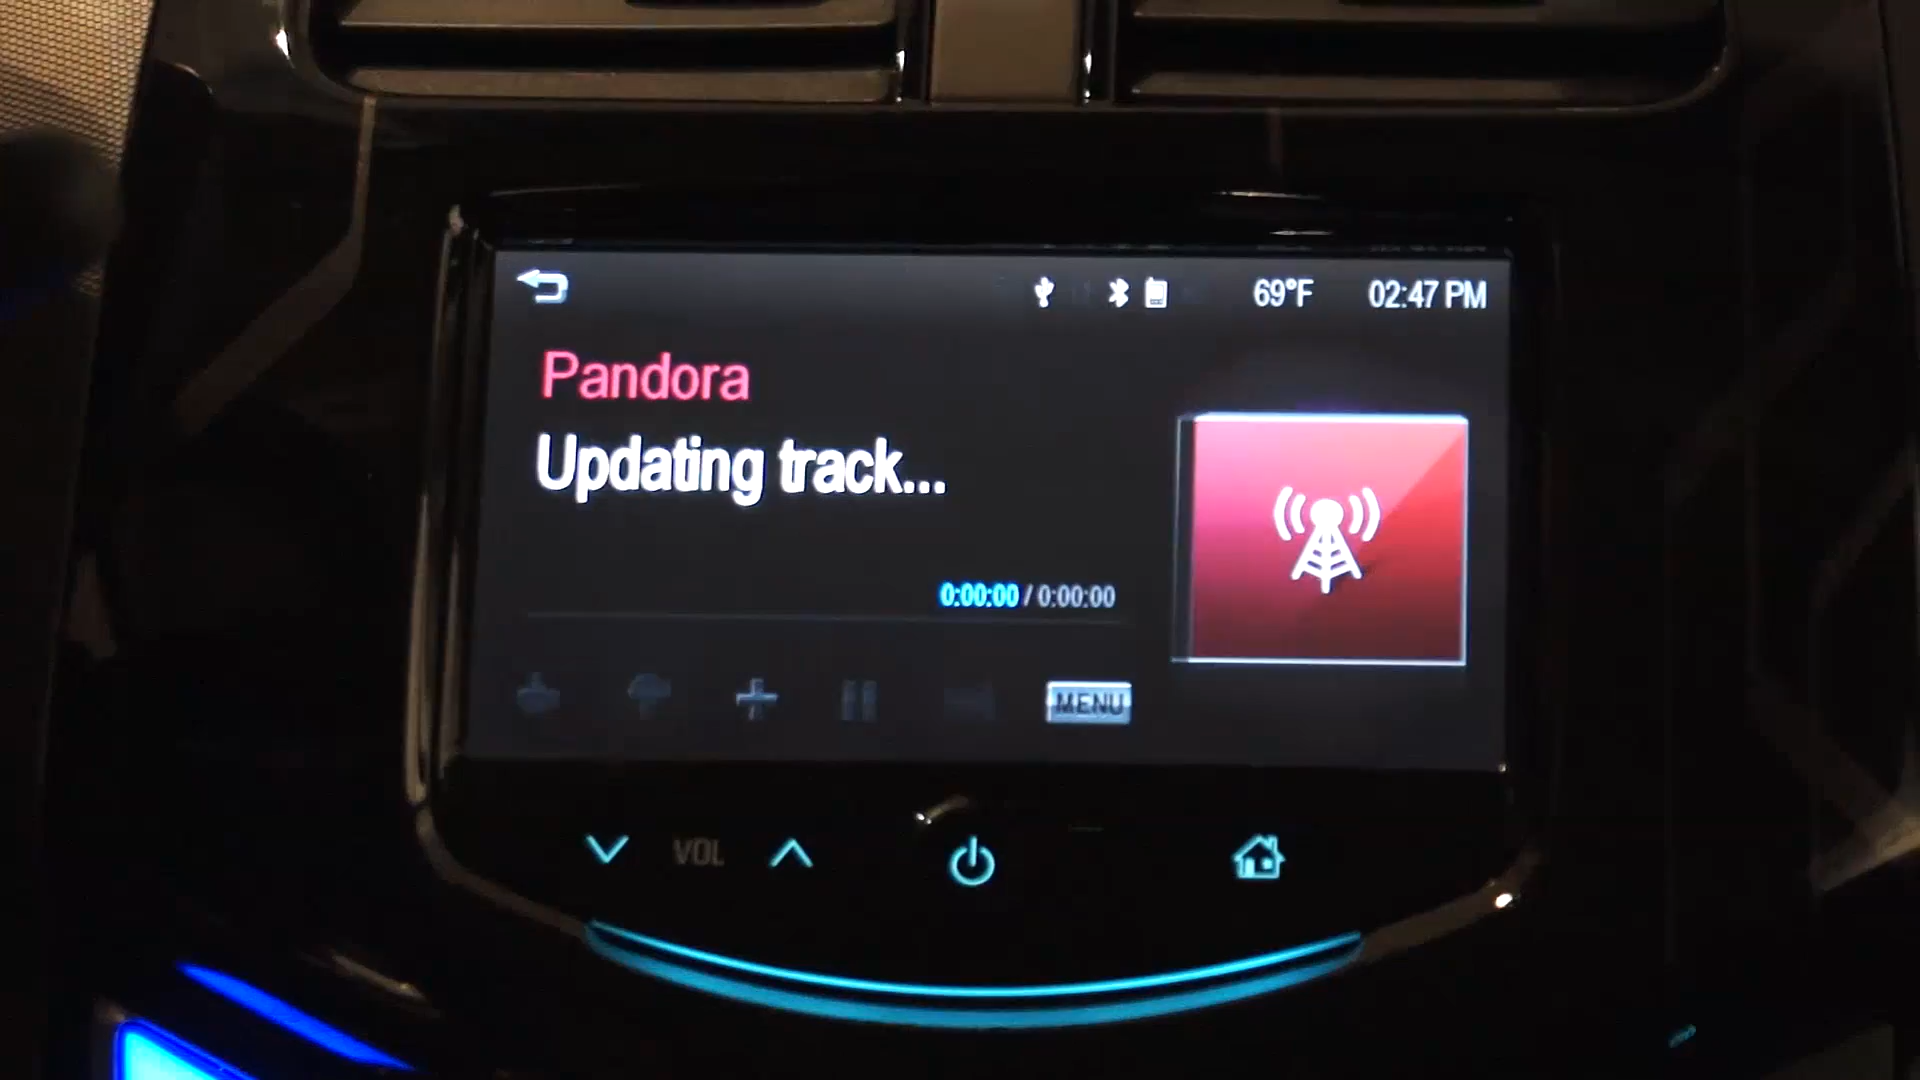 69°F 02:47 PM
Pandora
Updating track...
0:00:00 / 0:00:00
MENU
VOL